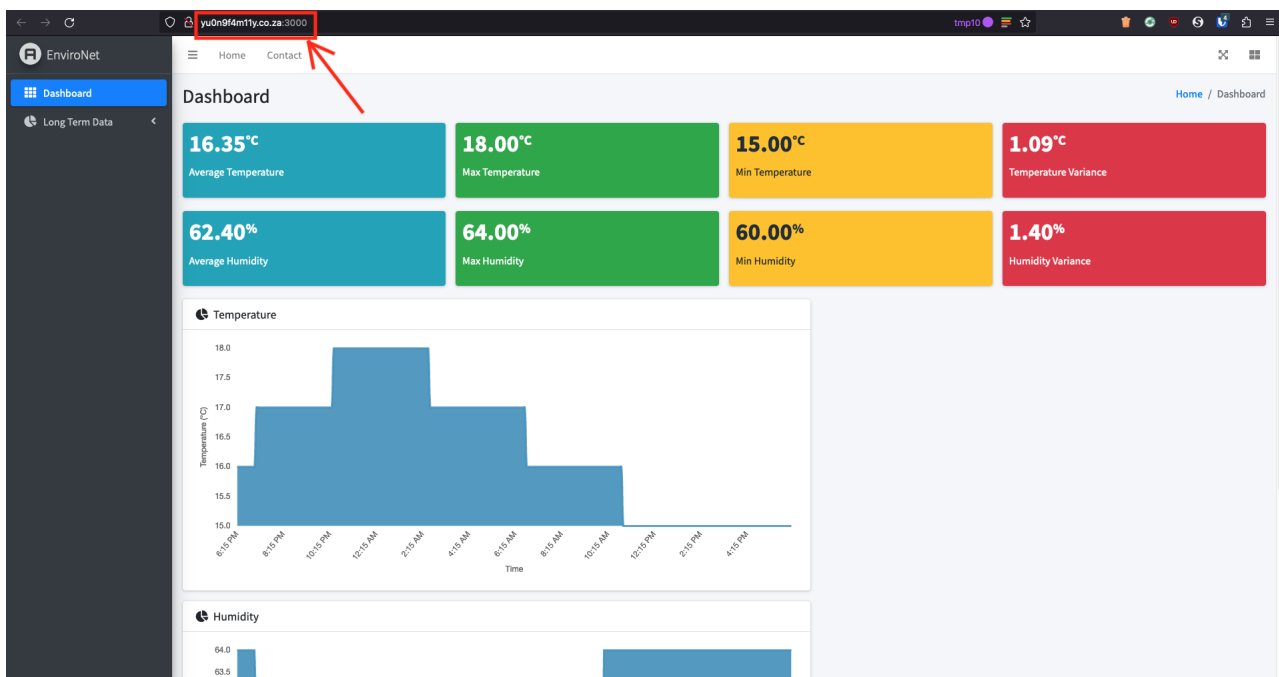 yu0n9f4m11y.co.za:3000
tmp10
EnviroNet
Home Contact
Dashboard
Long Term Data
Dashboard
Home / Dashboard
16.35°C
Average Temperature
18.00°C
Max Temperature
15.00°C
Min Temperature
1.09°C
Temperature Variance
62.40%
Average Humidity
64.00%
Max Humidity
60.00%
Min Humidity
1.40%
Humidity Variance
Temperature
18.0
17.5
17.0
16.5
16.0
15.5
15.0
Temperature (°C)
6:15 PM
8:15 PM
10:15 PM
12:15 AM
2:15 AM
4:15 AM
6:15 AM
8:15 AM
10:15 AM
12:15 PM
2:15 PM
4:15 PM
Time
Humidity
64.0
63.5